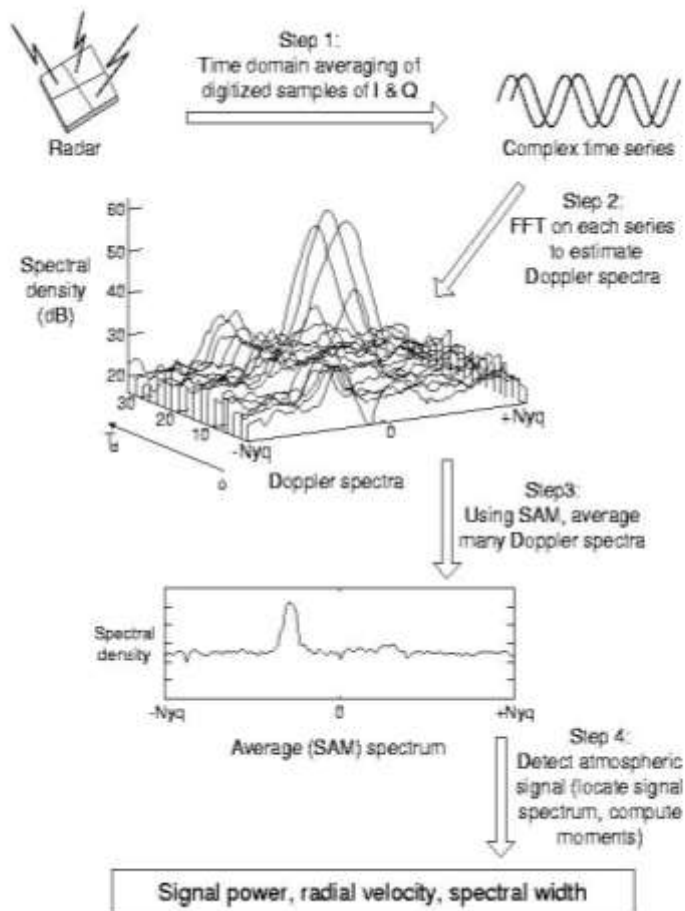 Step 1:
Time domain averaging of
digitized samples of I & Q
Radar
Complex time series
Step 2:
FFT on each series
to estimate
Doppler spectra
Spectral
density
(dB)
60
50
40
30
20
30
20
10
-Nyq
0
+Nyq
0
Doppler spectra
Step3:
Using SAM, average
many Doppler spectra
Spectral
density
-Nyq
0
+Nyq
Average (SAM) spectrum
Step 4:
Detect atmospheric
signal (locate signal
spectrum, compute
moments)
Signal power, radial velocity, spectral width